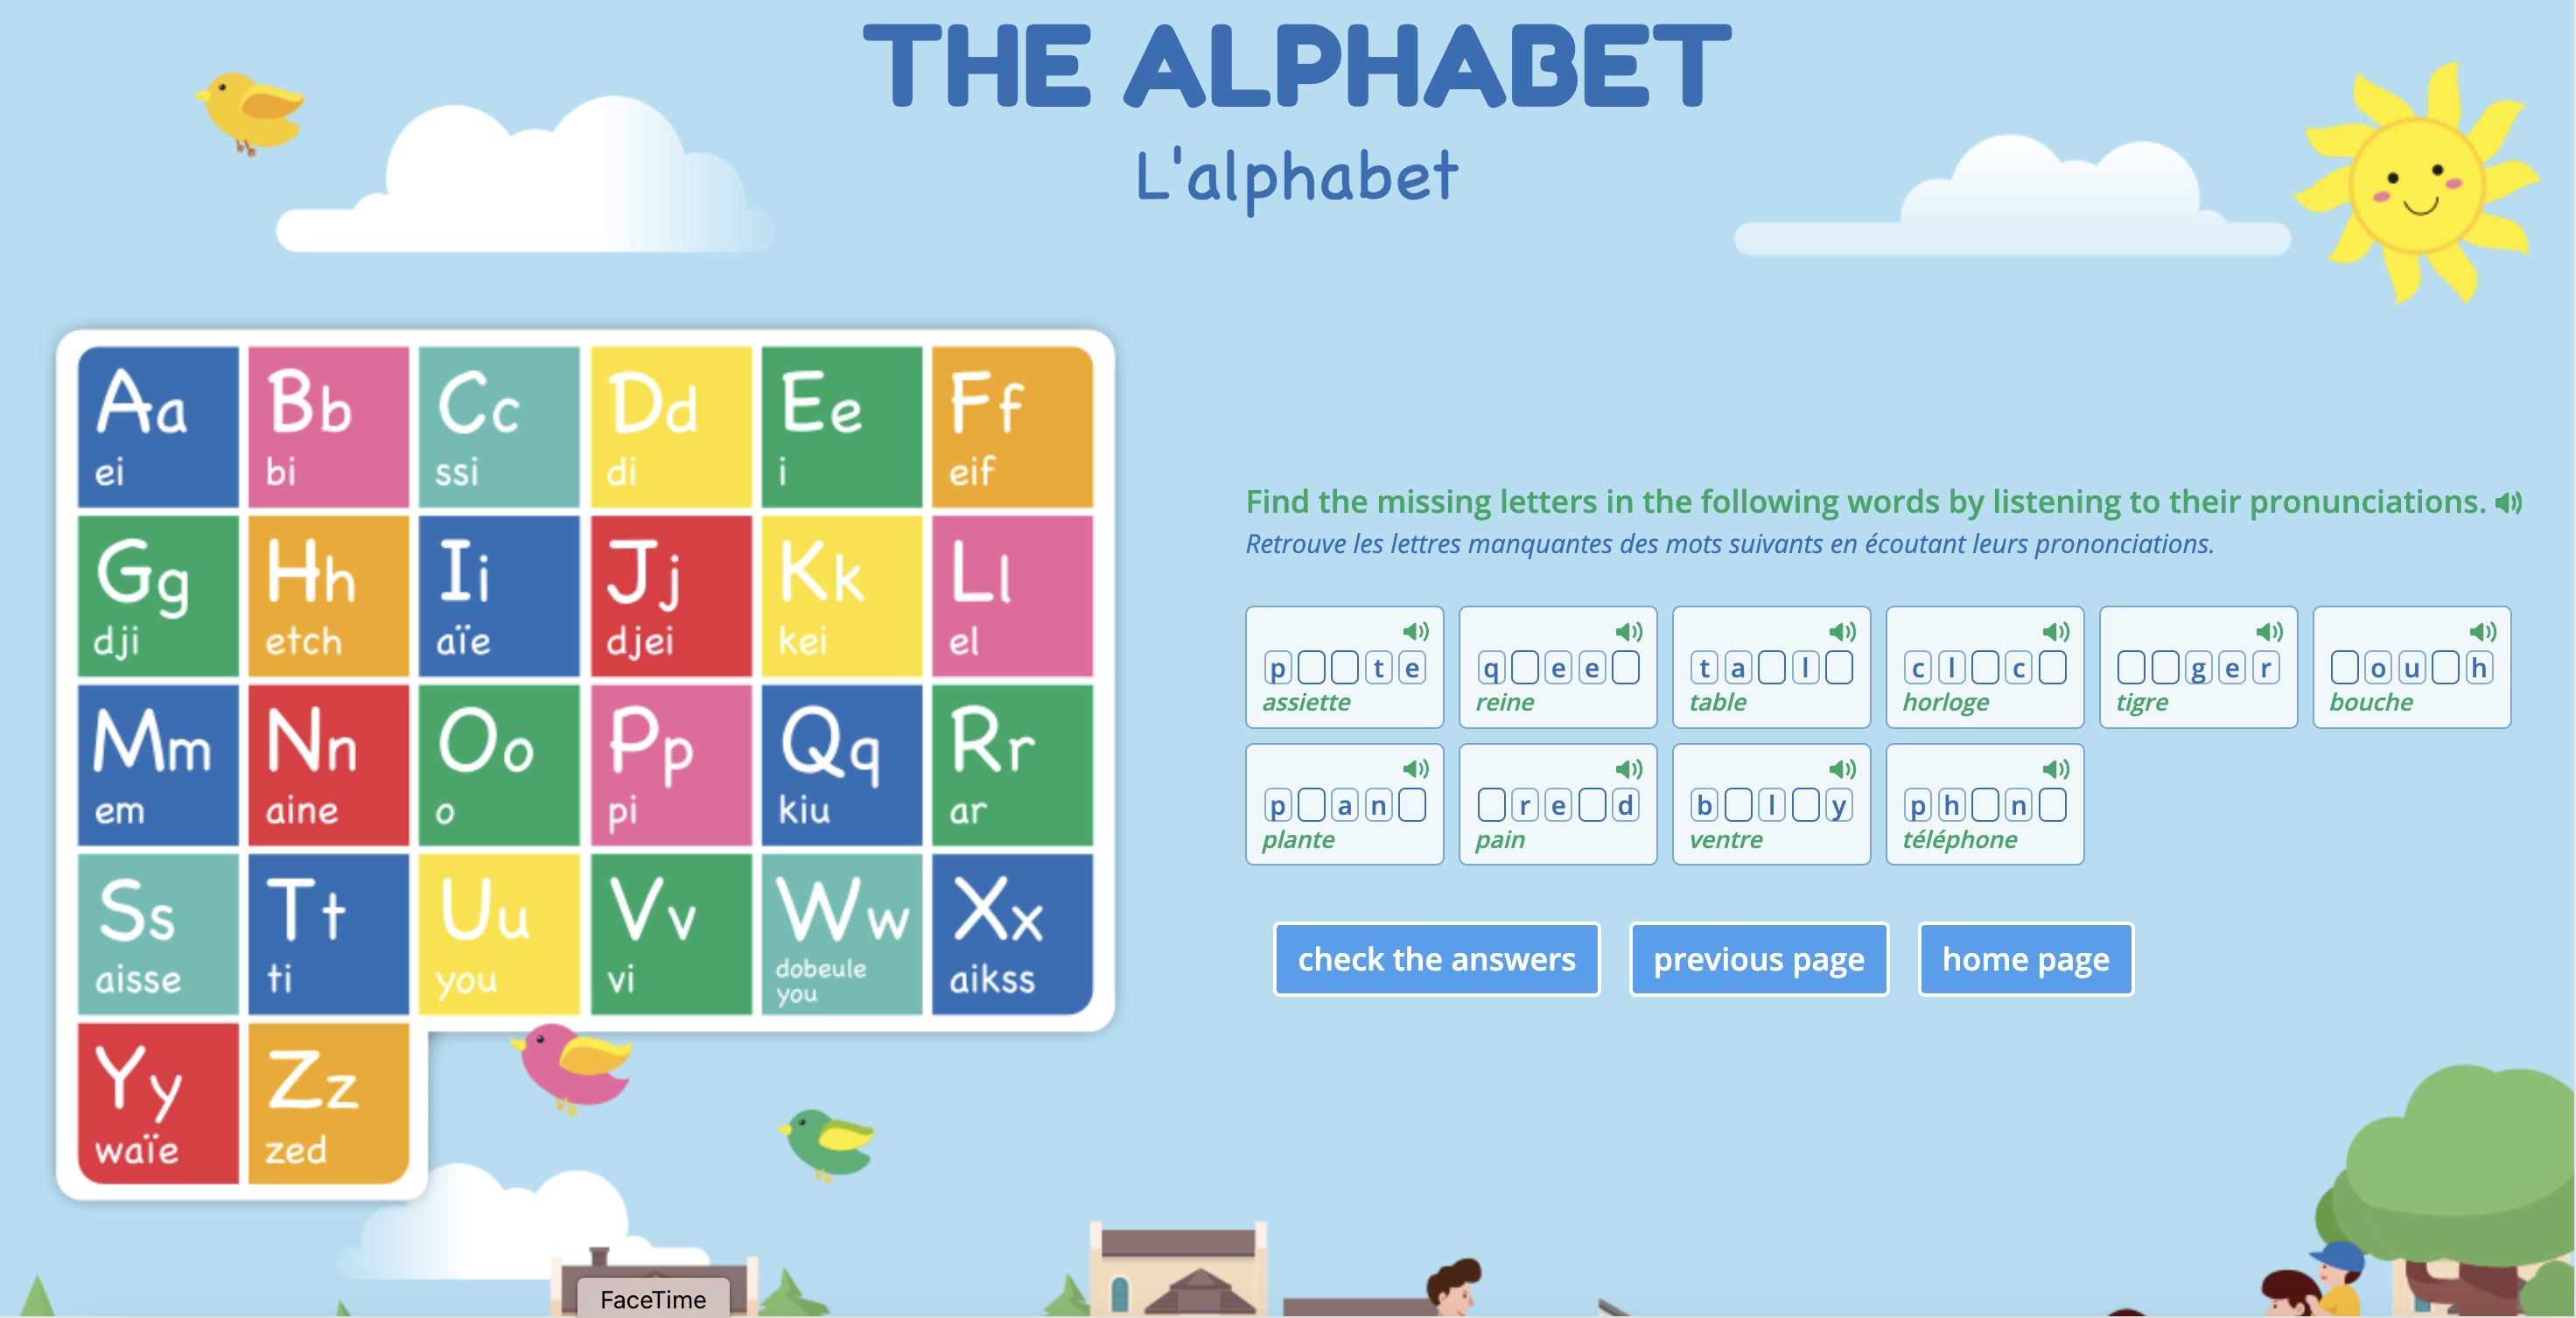 THE ALPHABET
L'alphabet
Aa Bb Cc Dd Ee Ff
ei bi ssi di i eif
Gg Hh Ii Jj Kk Ll
dji etch aïe djei kei el
Mm Nn Oo Pp Qq Rr
em aine o pi kiu ar
Ss Tt Uu Vv Ww Xx
aisse ti you vi dobeule you aikss
Yy Zz
waïe zed
Find the missing letters in the following words by listening to their pronunciations.
Retrouve les lettres manquantes des mots suivants en écoutant leurs prononciations.
p t e q e e t a l c l c g e r o u h
assiette reine table horloge tigre bouche
p a n r e d b l y p h n
plante pain ventre téléphone
check the answers previous page home page
FaceTime